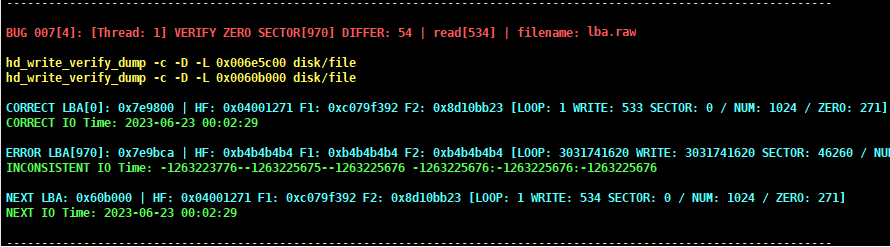 --------------------------------------------------------------------------------------------------------------
BUG 007[4]: [Thread: 1] VERIFY ZERO SECTOR[970] DIFFER: 54 | read[534] | filename: lba.raw
hd_write_verify_dump -c -D -L 0x006e5c00 disk/file
hd_write_verify_dump -c -D -L 0x0060b000 disk/file
CORRECT LBA[0]: 0x7e9800 | HF: 0x04001271 F1: 0xc079f392 F2: 0x8d10bb23 [LOOP: 1 WRITE: 533 SECTOR: 0 / NUM: 1024 / ZERO: 271]
CORRECT IO Time: 2023-06-23 00:02:29
ERROR LBA[970]: 0x7e9bca | HF: 0xb4b4b4b4 F1: 0xb4b4b4b4 F2: 0xb4b4b4b4 [LOOP: 3031741620 WRITE: 3031741620 SECTOR: 46260 / NU
INCONSISTENT IO Time: -1263223776--1263225675--1263225676 -1263225676:-1263225676:-1263225676
NEXT LBA: 0x60b000 | HF: 0x04001271 F1: 0xc079f392 F2: 0x8d10bb23 [LOOP: 1 WRITE: 534 SECTOR: 0 / NUM: 1024 / ZERO: 271]
NEXT IO Time: 2023-06-23 00:02:29
--------------------------------------------------------------------------------------------------------------